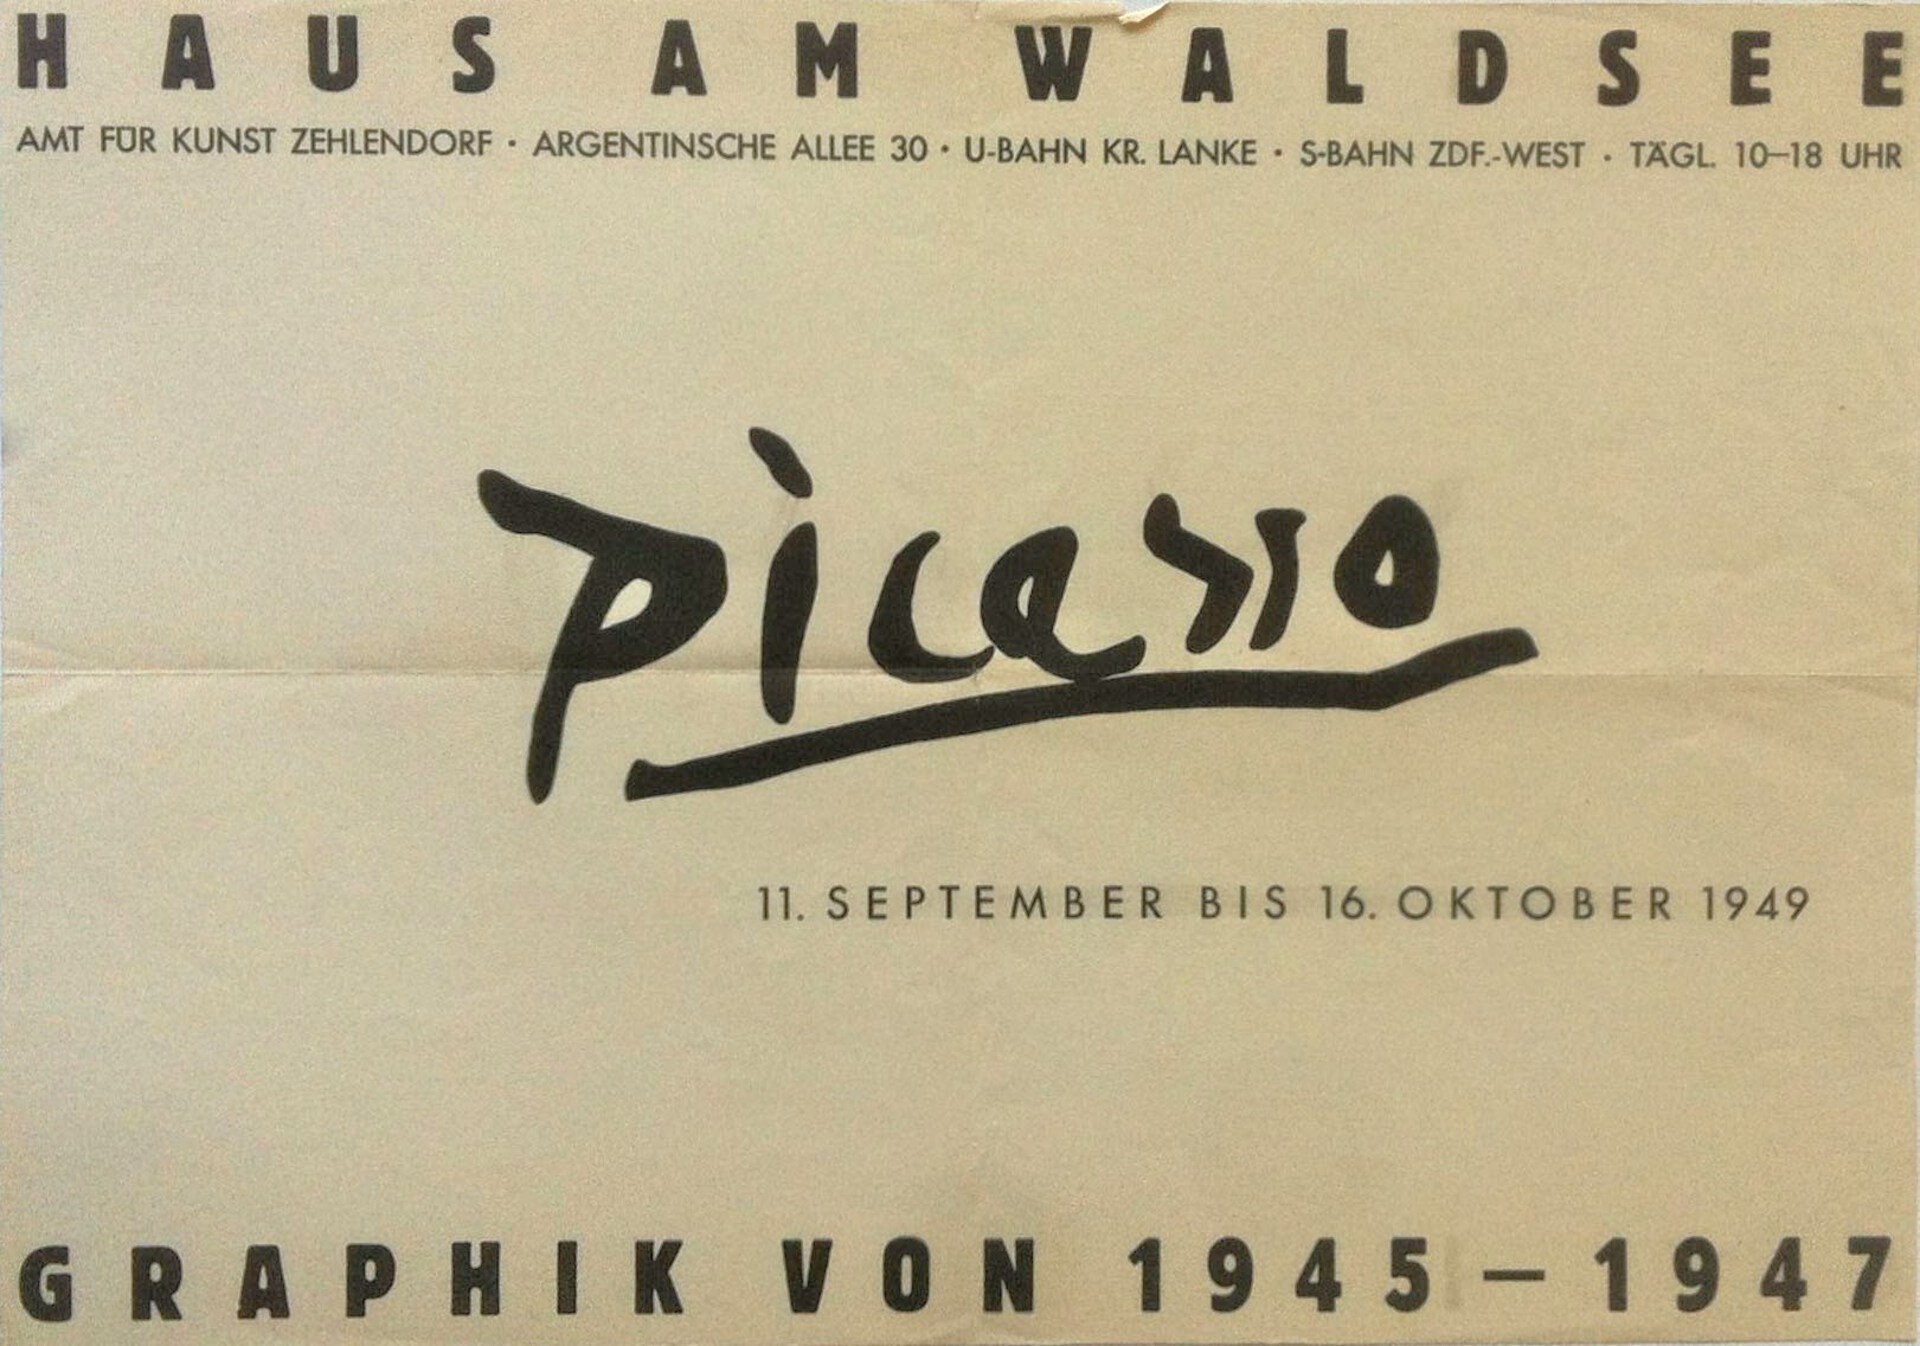 HAUS AM WALDSEE
AMT FÜR KUNST ZEHLENDORF · ARGENTINSCHE ALLEE 30 · U-BAHN KR. LANKE · S-BAHN ZDF.-WEST · TÄGL. 10–18 UHR
Picasso
11. SEPTEMBER BIS 16. OKTOBER 1949
GRAPHIK VON 1945 – 1947